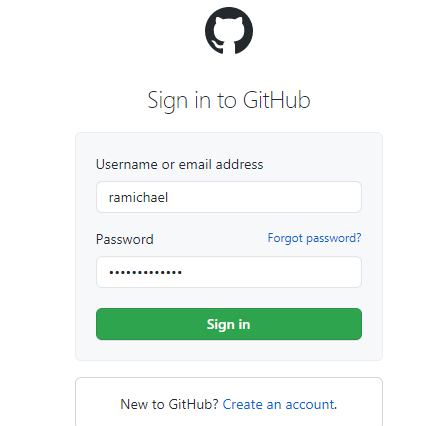 Sign in to GitHub
Username or email address
ramichael
Password Forgot password?
•••••••••••••
Sign in
New to GitHub? Create an account.